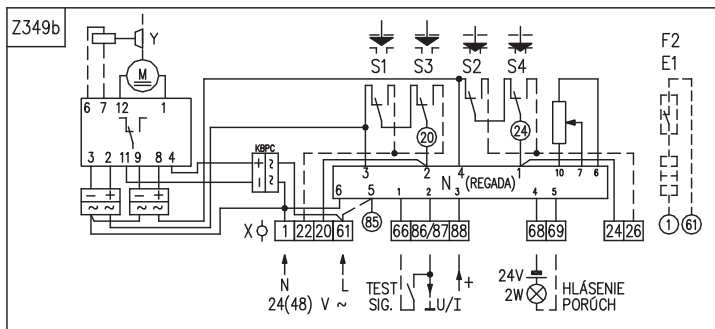 Z349b
Y
M
6 7 12 1
3 2 11 9 8 4
− +
~ ~
− +
~ ~
KBPC
+ ~
− ~
S1 S3 S2 S4
20
24
F2
E1
3 2 4 1 10 7 6
N (REGADA)
6 5 1 2 3 4 5
85
X 1 22 20 61 66 86/87 88 68 69 24 26
1 61
N L
24(48) V ~
TEST
SIG.
U/I
+
24V
2W
HLÁSENIE
PORÚCH